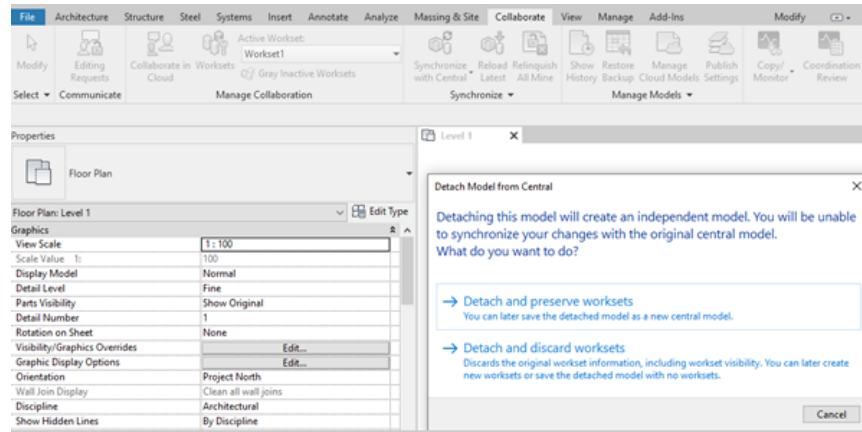 File Architecture Structure Steel Systems Insert Annotate Analyze Massing & Site Collaborate View Manage Add-Ins Modify
Active Workset:
Workset1
Gray Inactive Worksets
Modify Editing Requests Collaborate in Cloud Worksets Synchronize with Central Reload Latest Relinquish All Mine Show History Restore Backup Manage Cloud Models Publish Settings Copy/ Monitor Coordination Review
Select Communicate Manage Collaboration Synchronize Manage Models
Properties
Level 1
Floor Plan
Floor Plan: Level 1 Edit Type
Graphics
View Scale 1 : 100
Scale Value 1: 100
Display Model Normal
Detail Level Fine
Parts Visibility Show Original
Detail Number 1
Rotation on Sheet None
Visibility/Graphics Overrides Edit...
Graphic Display Options Edit...
Orientation Project North
Wall Join Display Clean all wall joins
Discipline Architectural
Show Hidden Lines By Discipline
Detach Model from Central
Detaching this model will create an independent model. You will be unable
to synchronize your changes with the original central model.
What do you want to do?
Detach and preserve worksets
You can later save the detached model as a new central model.
Detach and discard worksets
Discards the original workset information, including workset visibility. You can later create
new worksets or save the detached model with no worksets.
Cancel